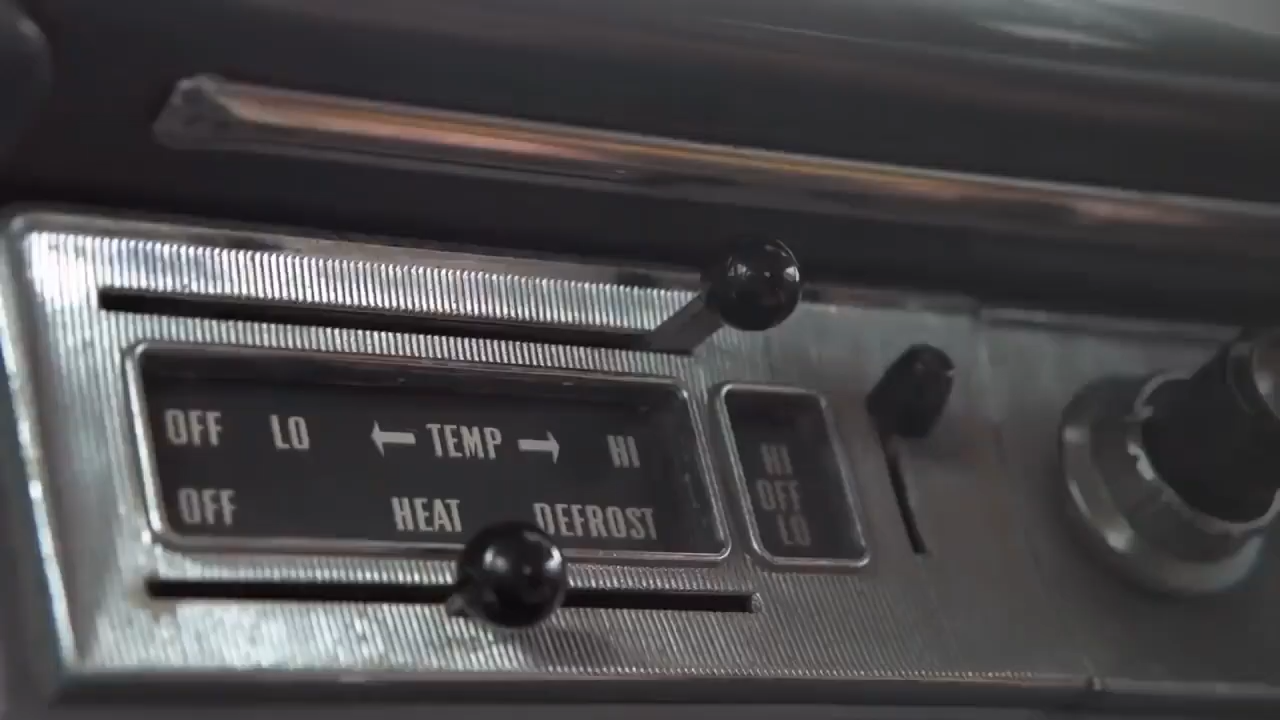 OFF LO ← TEMP → HI
OFF HEAT DEFROST
HI
OFF
LO